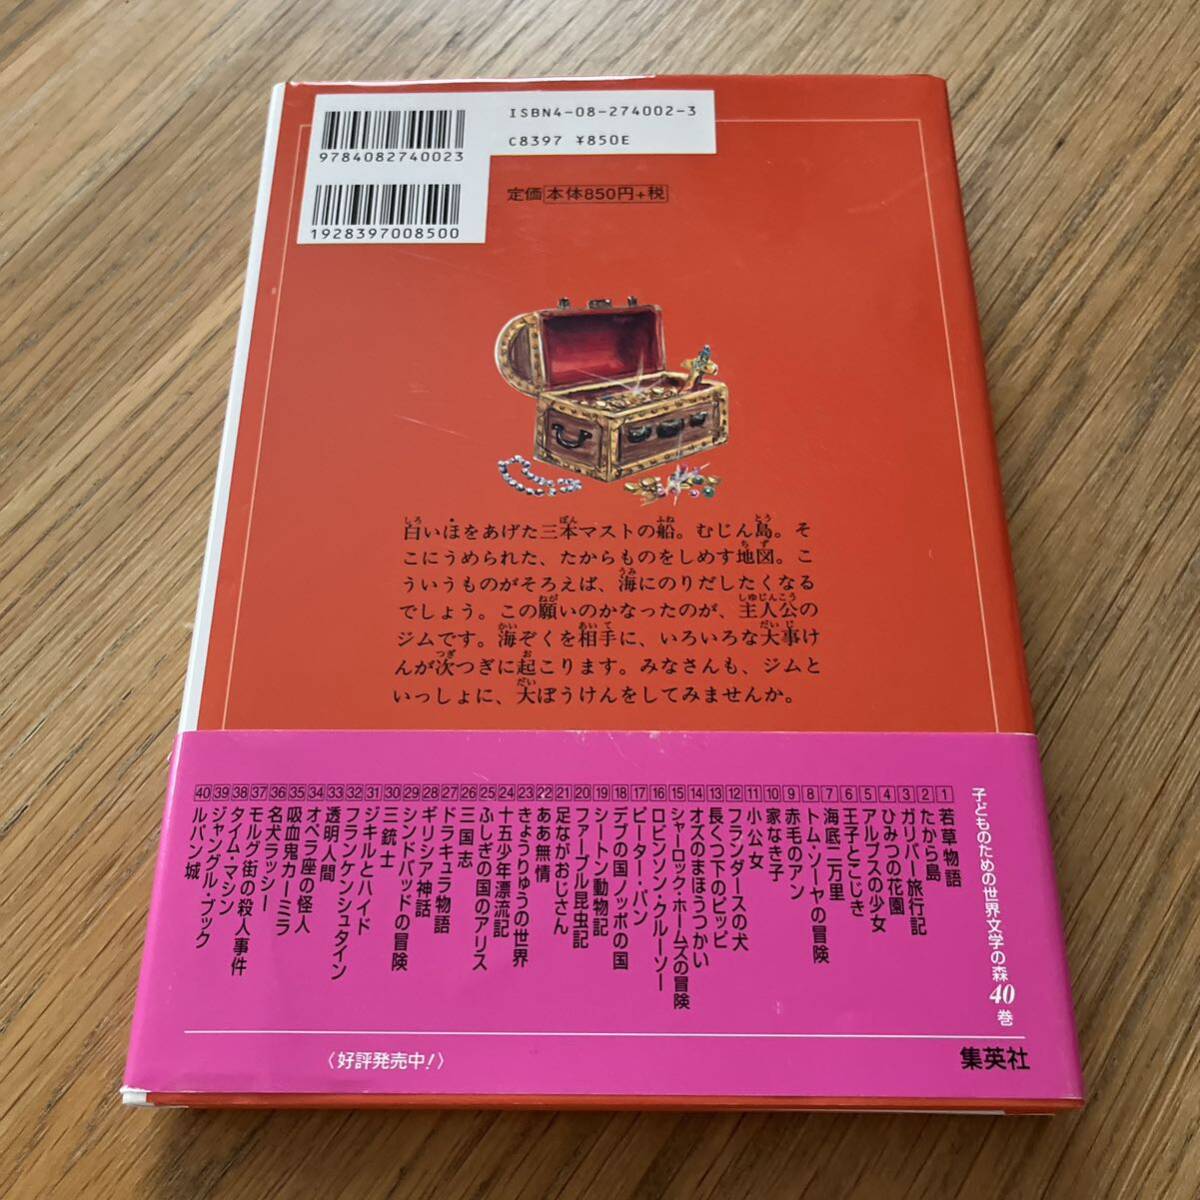 ISBN4-08-274002-3
C8397 ¥850E
9784082740023
1928397008500
定価 本体850円+税
白いほをあげた三本マストの船。むじん島。そ
こにうめられた、たからものをしめす地図。こ
ういうものがそろえば、海にのりだしたくなる
でしょう。この願いのかなったのが、主人公の
ジムです。海ぞくを相手に、いろいろな大事け
んが次つぎに起こります。みなさんも、ジムと
いっしょに、大ぼうけんをしてみませんか。
子どものための世界文学の森40巻
1 若草物語
2 たから島
3 ガリバー旅行記
4 ひみつの花園
5 アルプスの少女
6 王子とこじき
7 海底二万里
8 トム・ソーヤの冒険
9 赤毛のアン
10 家なき子
11 小公女
12 フランダースの犬
13 長くつ下のピッピ
14 オズのまほうつかい
15 シャーロック・ホームズの冒険
16 ロビンソン・クルーソー
17 ピーター・パン
18 デブの国ノッポの国
19 シートン動物記
20 ファーブル昆虫記
21 足ながおじさん
22 ああ無情
23 きょうりゅうの世界
24 十五少年漂流記
25 ふしぎの国のアリス
26 三国志
27 ドラキュラ物語
28 ギリシア神話
29 シンドバッドの冒険
30 三銃士
31 ジキルとハイド
32 フランケンシュタイン
33 透明人間
34 オペラ座の怪人
35 吸血鬼カーミラ
36 名犬ラッシー
37 モルグ街の殺人事件
38 タイム・マシン
39 ジャングル・ブック
40 ルパン城
〈好評発売中!〉
集英社